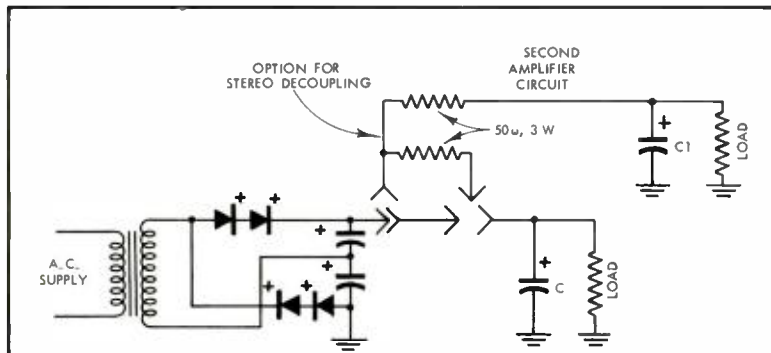 SECOND
AMPLIFIER
CIRCUIT
OPTION FOR
STEREO DECOUPLING
50ω, 3 W
+
C1
LOAD
+
+
+
A.C.
SUPPLY
+
+
+
+
C
LOAD